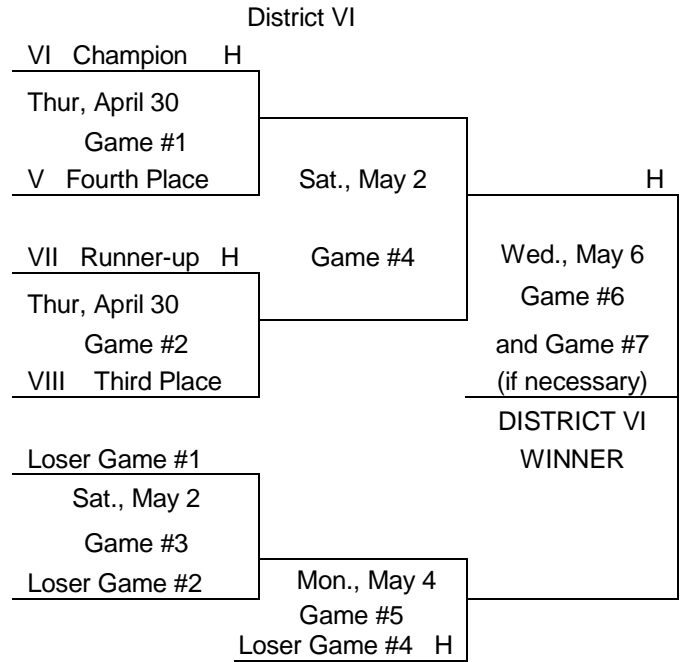 District VI
VI Champion H
Thur, April 30
Game #1
V Fourth Place
Sat., May 2
H
VII Runner-up H
Game #4
Wed., May 6
Thur, April 30
Game #6
Game #2
and Game #7
VIII Third Place
(if necessary)
DISTRICT VI
WINNER
Loser Game #1
Sat., May 2
Game #3
Loser Game #2
Mon., May 4
Game #5
Loser Game #4 H